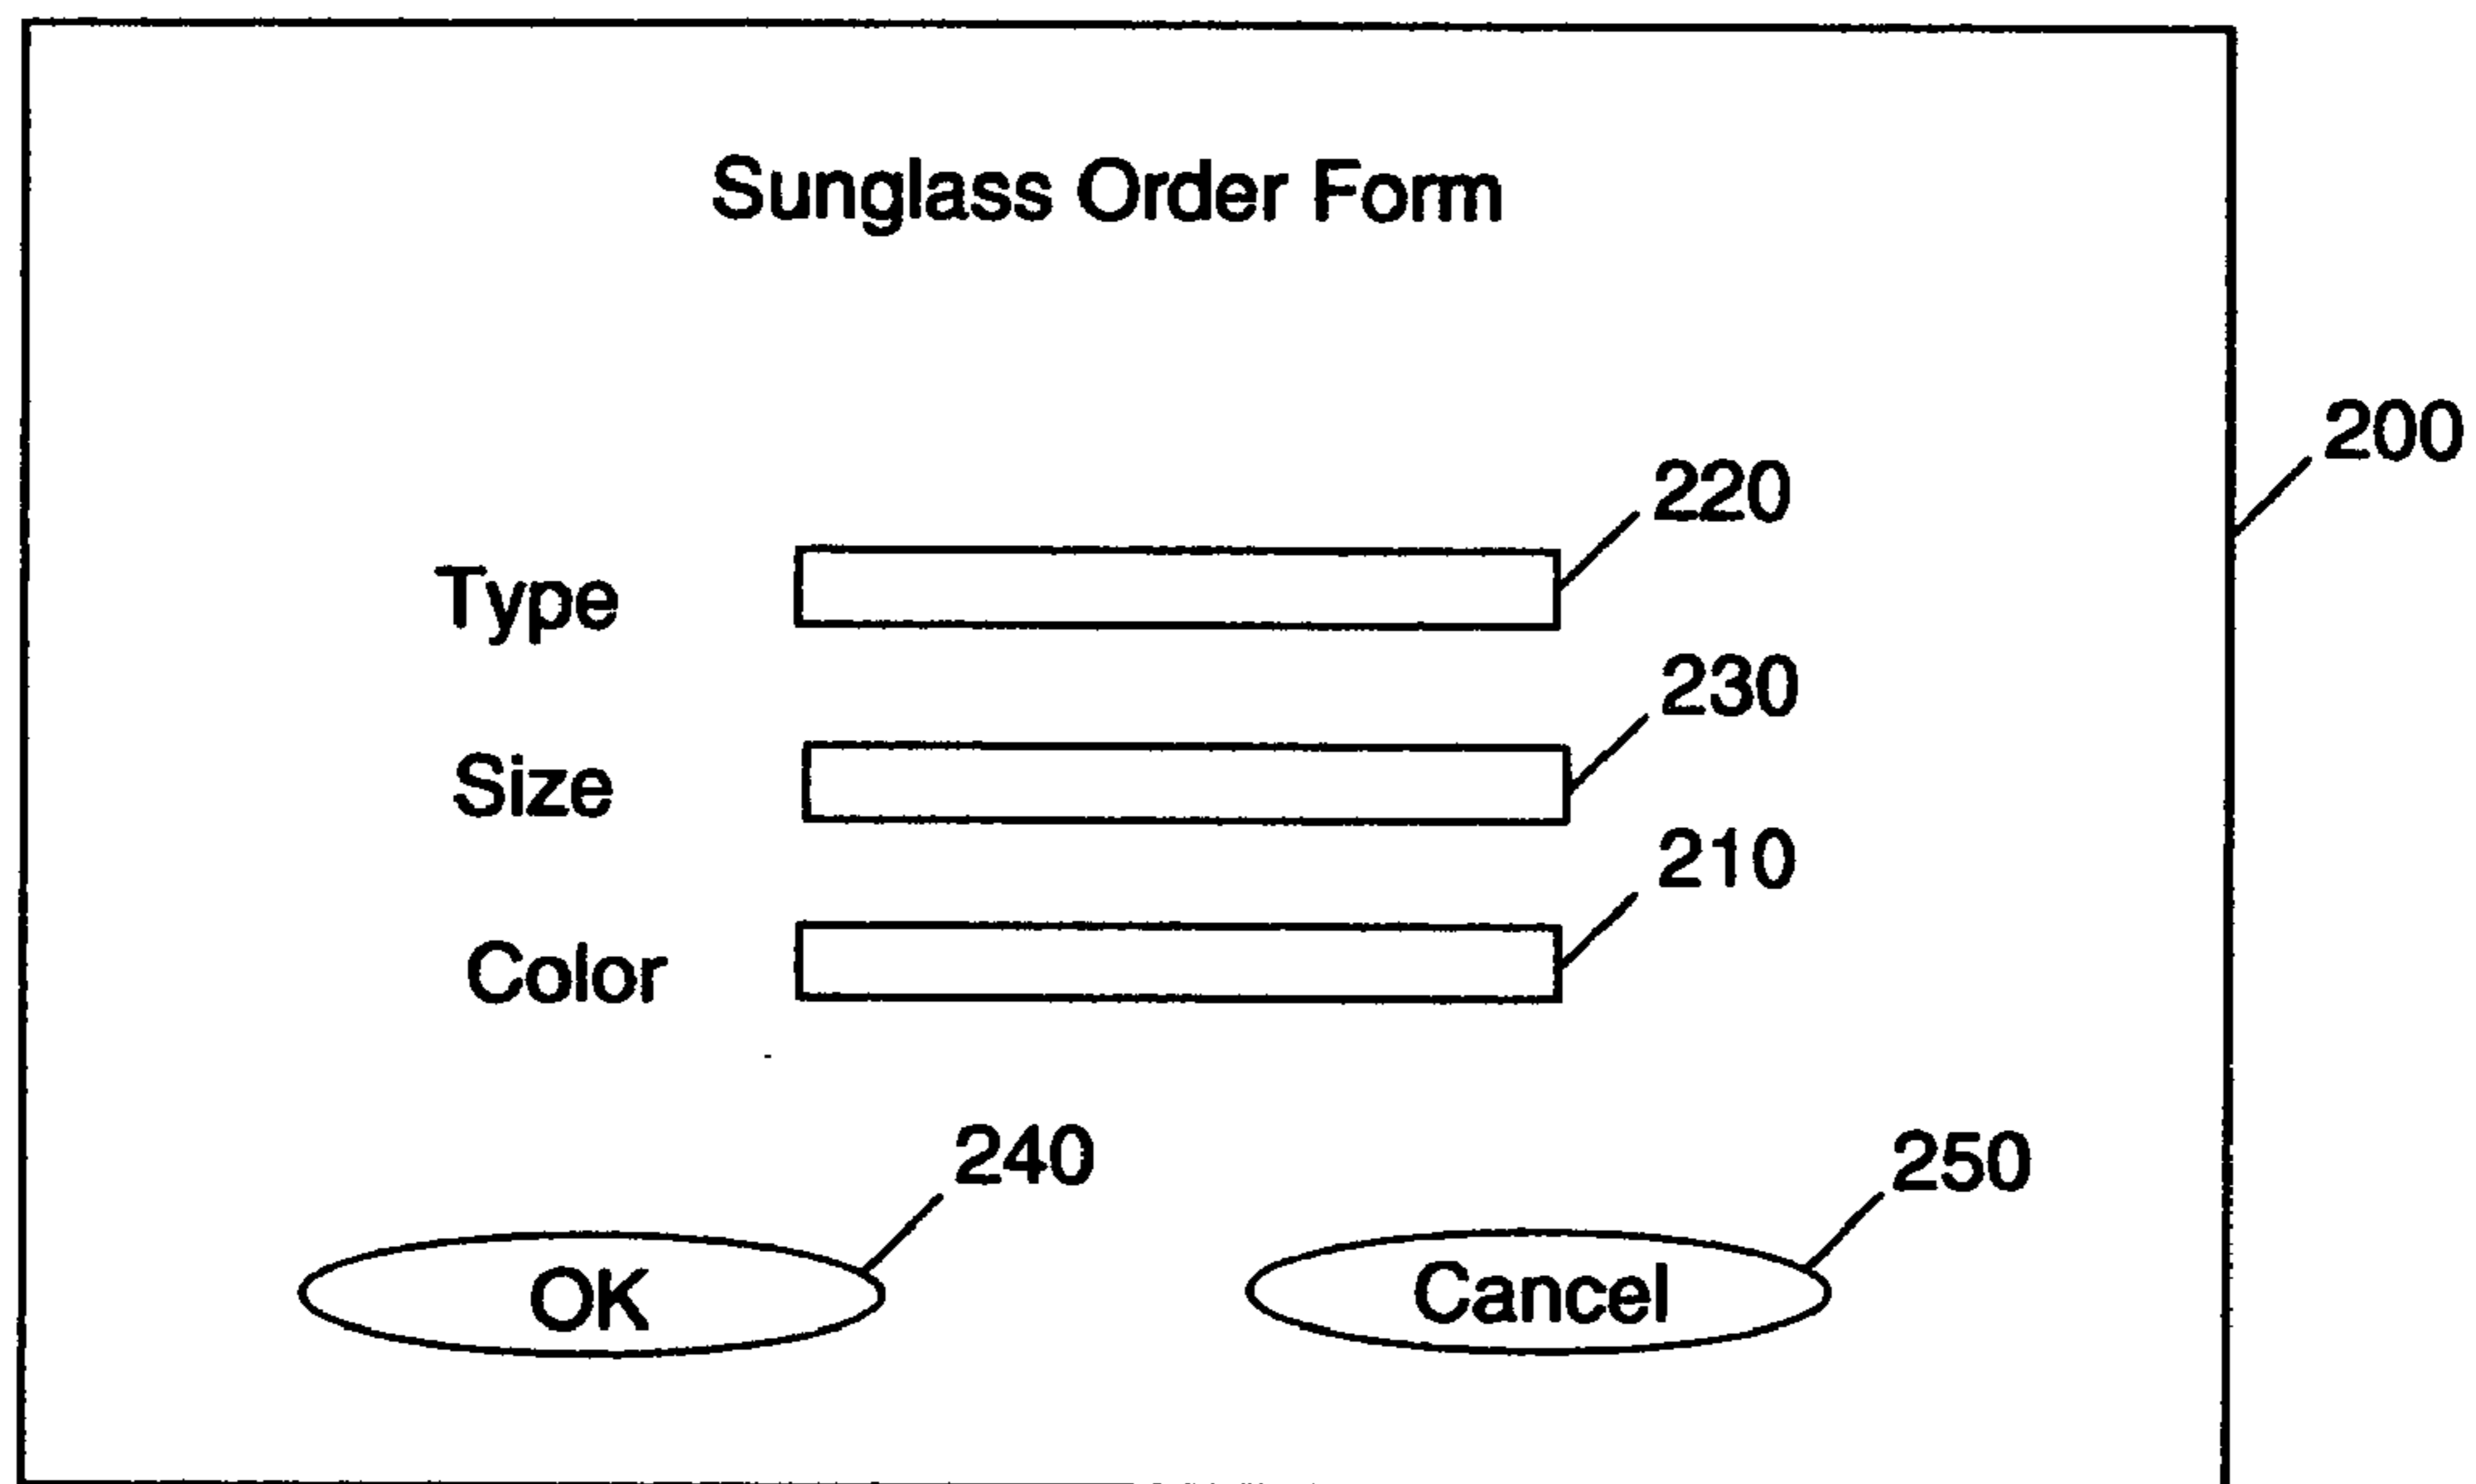 Sunglass Order Form
200
220
Type
230
Size
210
Color
240
250
OK
Cancel